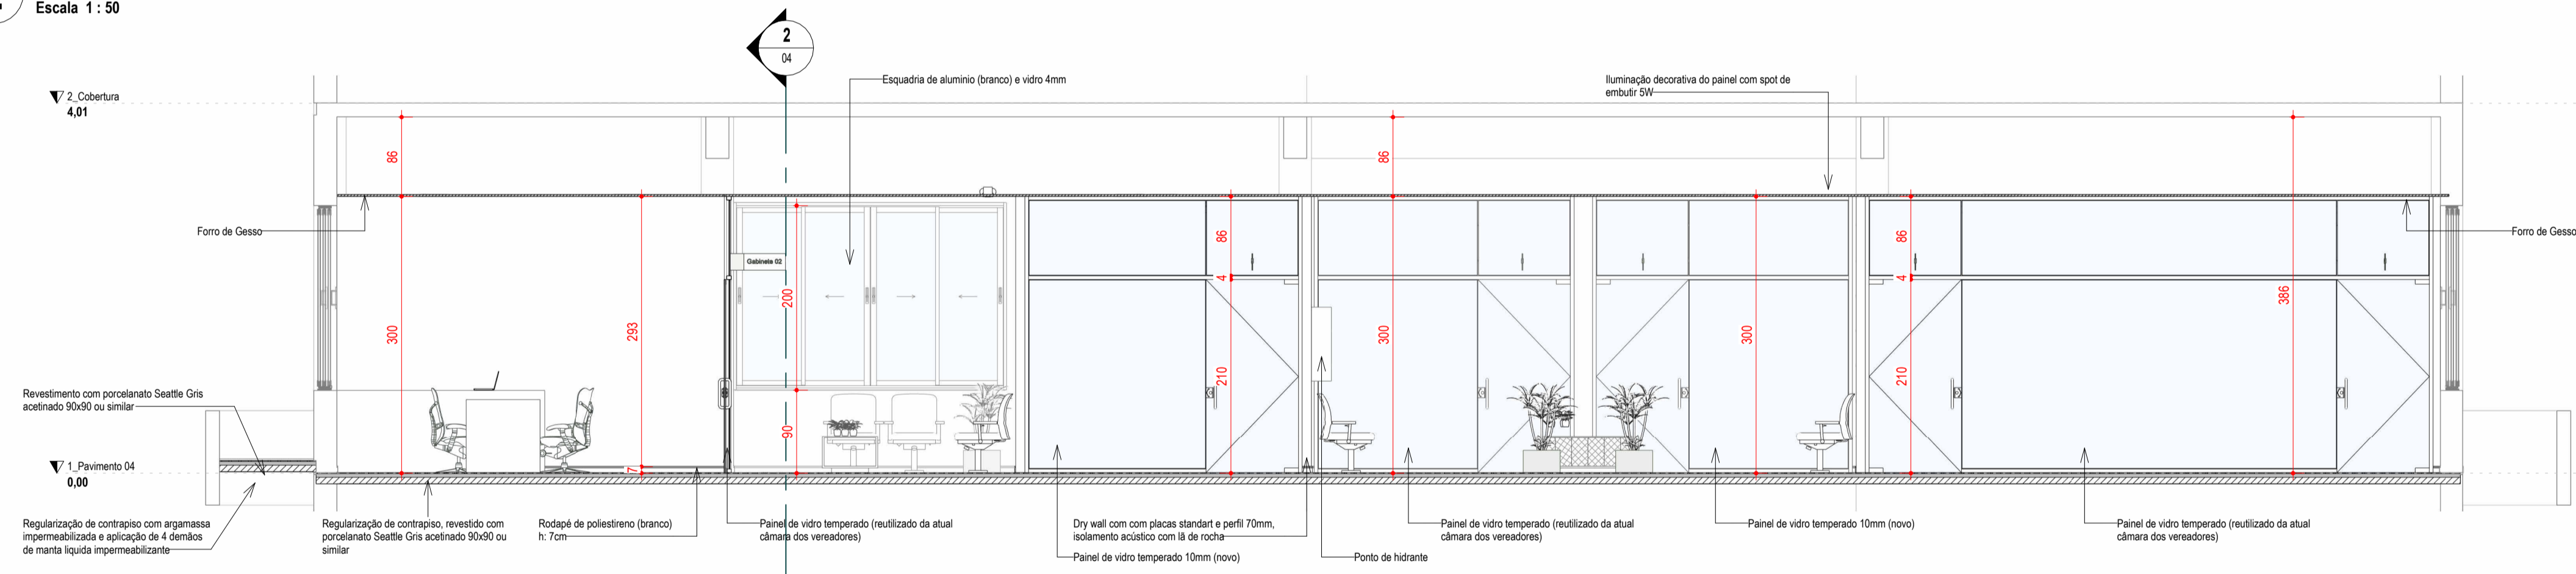 Escala 1 : 50
2
04
Esquadria de aluminio (branco) e vidro 4mm
Iluminação decorativa do painel com spot de
embutir 5W
2_Cobertura
4,01
86
86
Forro de Gesso
Forro de Gesso
Gabinete 02
86
86
4
4
200
300
293
300
300
386
210
210
90
7
Revestimento com porcelanato Seattle Gris
acetinado 90x90 ou similar
1_Pavimento 04
0,00
Regularização de contrapiso com argamassa
impermeabilizada e aplicação de 4 demãos
de manta liquida impermeabilizante
Regularização de contrapiso, revestido com
porcelanato Seattle Gris acetinado 90x90 ou
similar
Rodapé de poliestireno (branco)
h: 7cm
Painel de vidro temperado (reutilizado da atual
câmara dos vereadores)
Dry wall com com placas standart e perfil 70mm,
isolamento acústico com lã de rocha
Painel de vidro temperado 10mm (novo)
Ponto de hidrante
Painel de vidro temperado (reutilizado da atual
câmara dos vereadores)
Painel de vidro temperado 10mm (novo)
Painel de vidro temperado (reutilizado da atual
câmara dos vereadores)